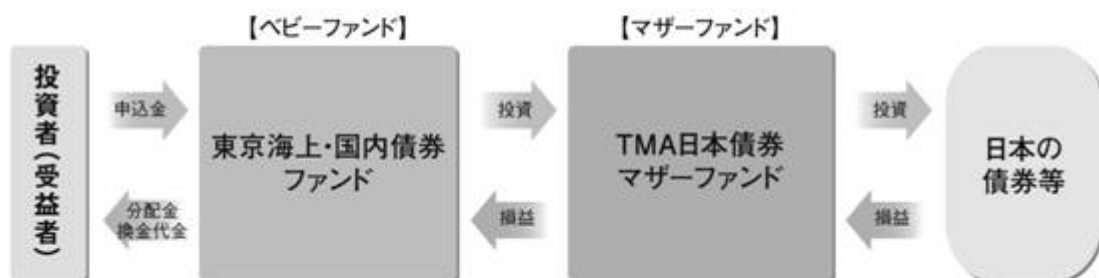 【ベビーファンド】
【マザーファンド】
投資者(受益者)
申込金
分配金
換金代金
東京海上・国内債券
ファンド
投資
損益
TMA日本債券
マザーファンド
投資
損益
日本の
債券等